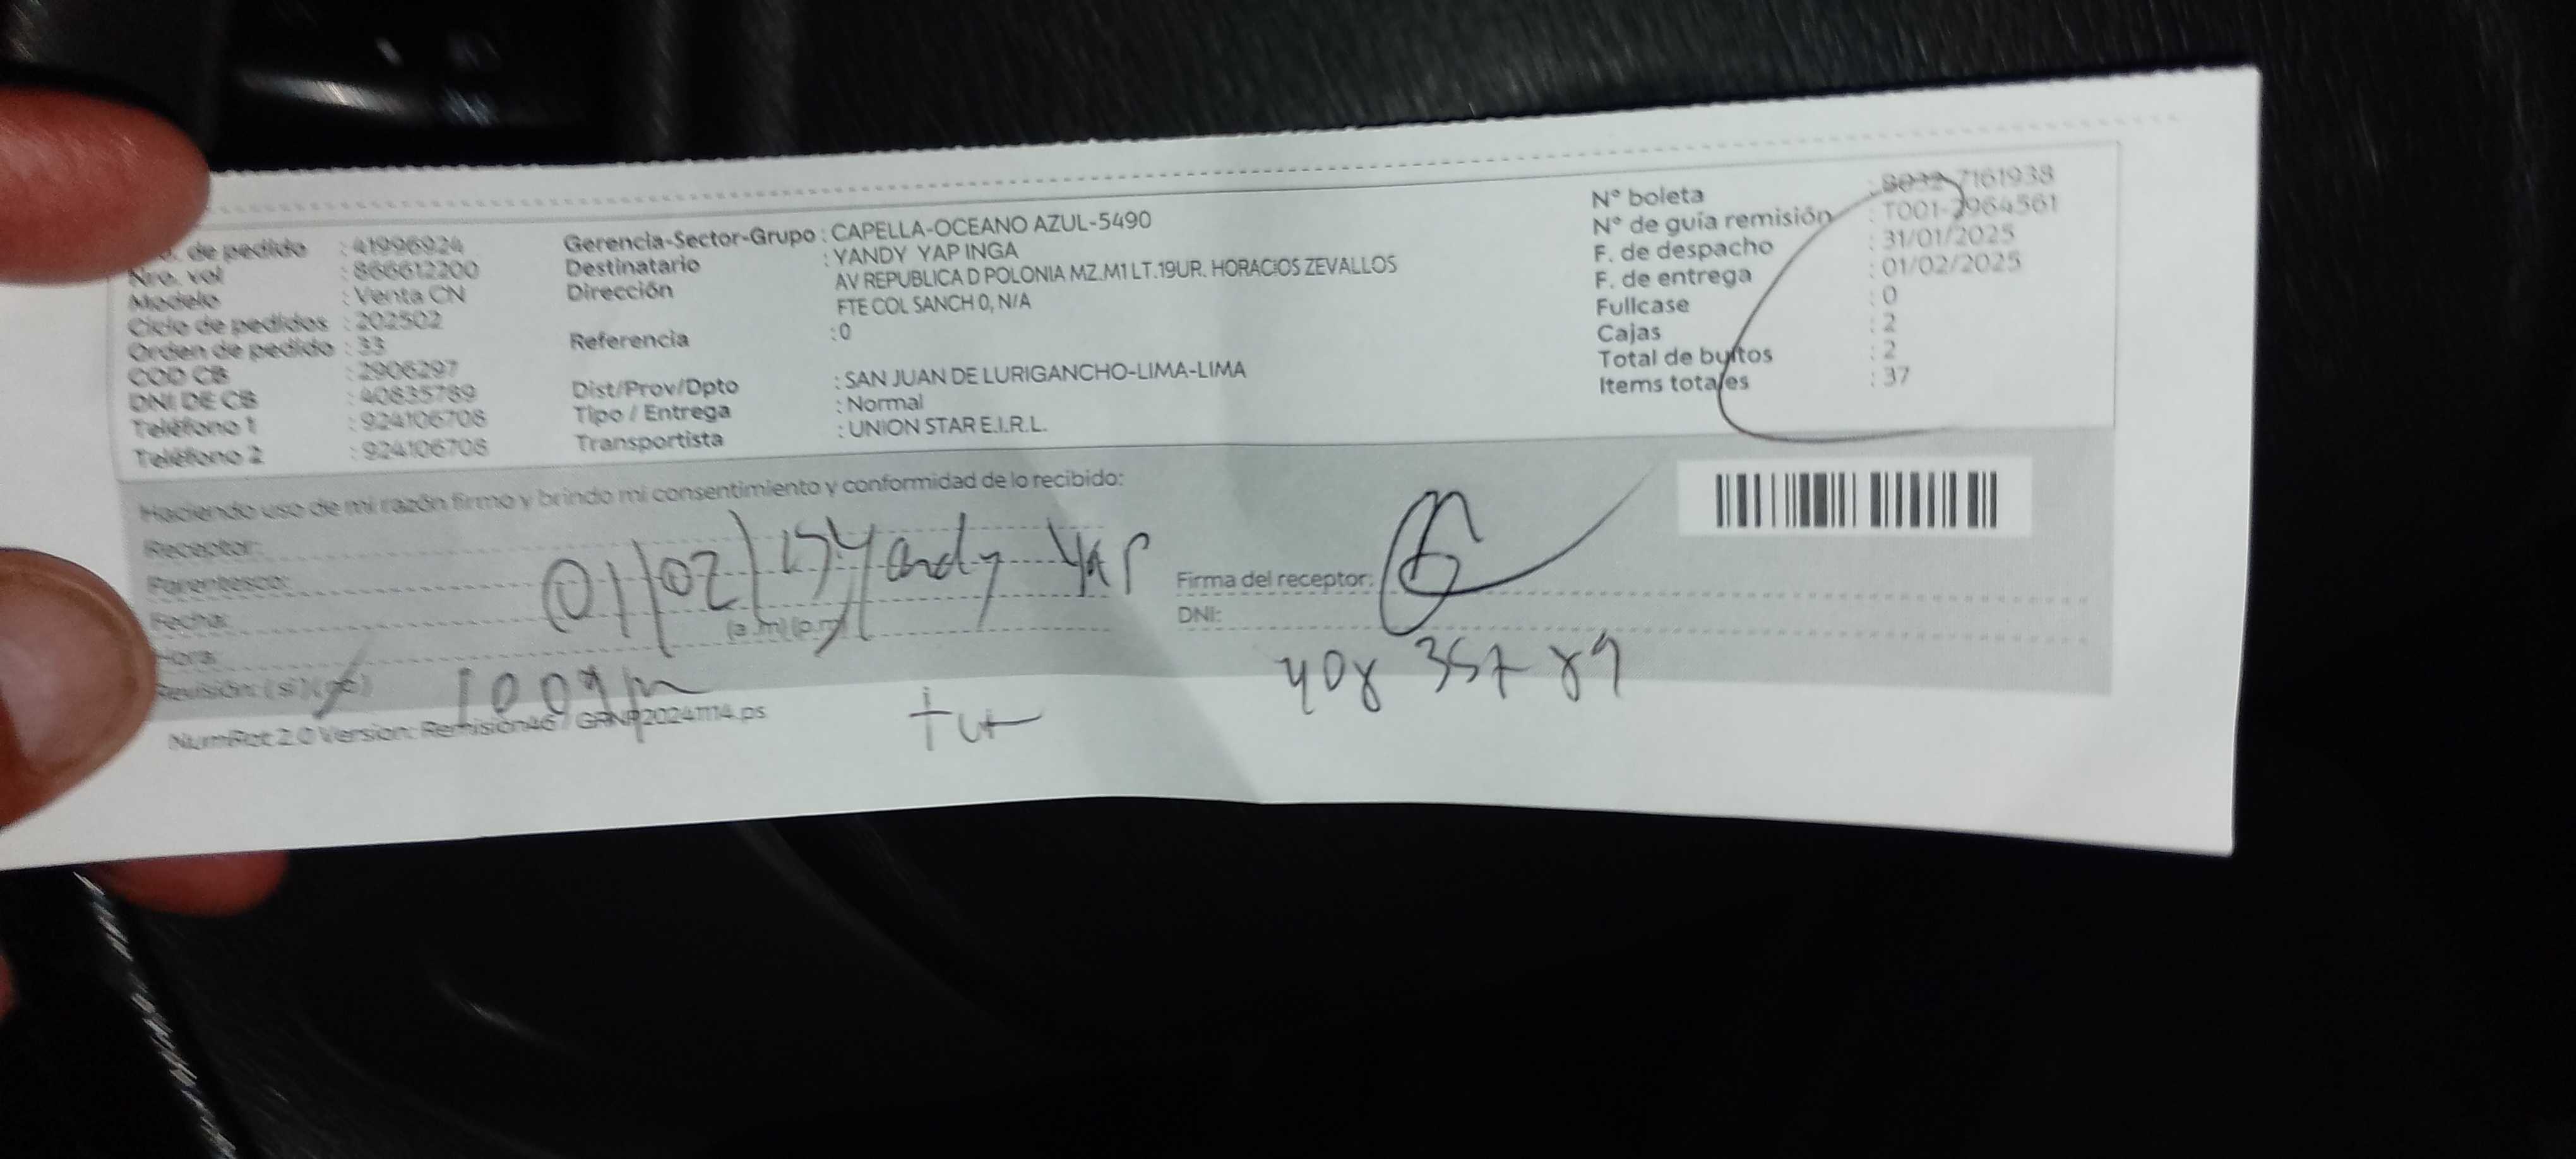 . de pedido : 41996924
Nro. vol : 866612200
Modelo : Venta CN
Ciclo de pedidos : 202502
Orden de pedido : 33
COD CB : 2906297
DNI DE CB : 40835789
Teléfono 1 : 924106708
Teléfono 2 : 924106708
Gerencia-Sector-Grupo : CAPELLA-OCEANO AZUL-5490
Destinatario : YANDY YAP INGA
Dirección AV REPUBLICA D POLONIA MZ.M1 LT.19UR. HORACIOS ZEVALLOS
FTE COL SANCH 0, N/A
Referencia : 0
Dist/Prov/Dpto : SAN JUAN DE LURIGANCHO-LIMA-LIMA
Tipo / Entrega : Normal
Transportista : UNION STAR E.I.R.L.
N° boleta : B032-7161938
N° de guía remisión : T001-2964561
F. de despacho : 31/01/2025
F. de entrega : 01/02/2025
Fullcase : 0
Cajas : 2
Total de bultos : 2
Items totales : 37
Haciendo uso de mi razón firmo y brindo mi consentimiento y conformidad de lo recibido:
Receptor:
Parentesco: Yandy Yap
Fecha: 01/02/25
(a.m) (p.m)
Hora:
Revisión: (si) (no)
Firma del receptor:
DNI:
408 357 89
NumRot 2.0 Version: Remision46 / GRNP20241114.ps